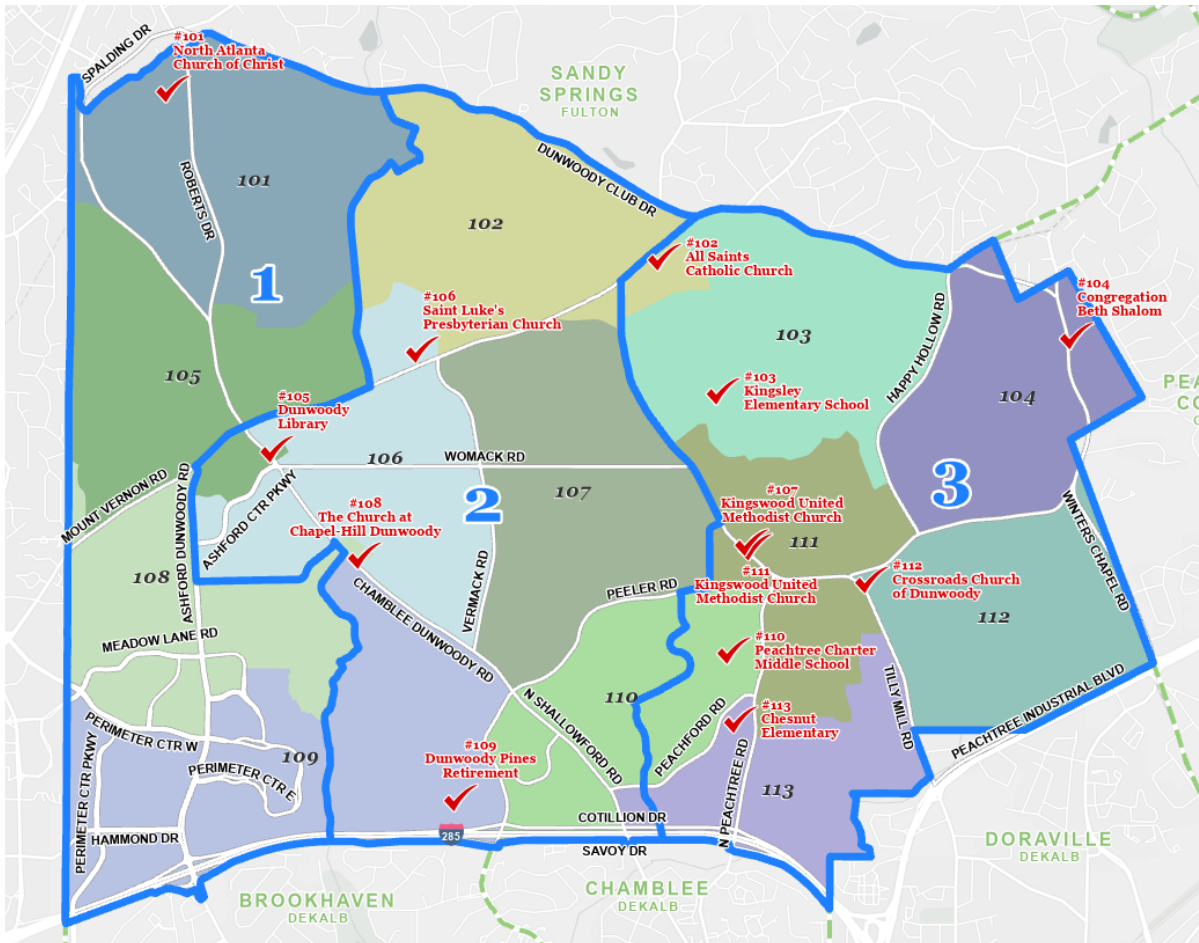 SPALDING DR
#101
North Atlanta
Church of Christ
SANDY
SPRINGS
FULTON
101
ROBERTS DR
102
DUNWOODY CLUB DR
#102
All Saints
Catholic Church
1
#106
Saint Luke's
Presbyterian Church
#104
Congregation
Beth Shalom
HAPPY HOLLOW RD
103
105
#103
Kingsley
Elementary School
104
#105
Dunwoody
Library
106
WOMACK RD
MOUNT VERNON RD
ASHFORD DUNWOODY RD
ASHFORD CTR PKWY
#108
The Church at
Chapel-Hill Dunwoody
2
107
#107
Kingswood United
Methodist Church
3
111
WINTERS CHAPEL RD
108
#111
Kingswood United
Methodist Church
#112
Crossroads Church
of Dunwoody
112
VERMACK RD
PEELER RD
CHAMBLEE DUNWOODY RD
MEADOW LANE RD
#110
Peachtree Charter
Middle School
110
N SHALLOWFORD RD
PEACHFORD RD
TILLY MILL RD
PEACHTREE INDUSTRIAL BLVD
#113
Chesnut
Elementary
PERIMETER CTR W
PERIMETER CTR PKWY
109
PERIMETER CTR E
#109
Dunwoody Pines
Retirement
N PEACHTREE RD
113
HAMMOND DR
285
COTILLION DR
SAVOY DR
DORAVILLE
DEKALB
BROOKHAVEN
DEKALB
CHAMBLEE
DEKALB